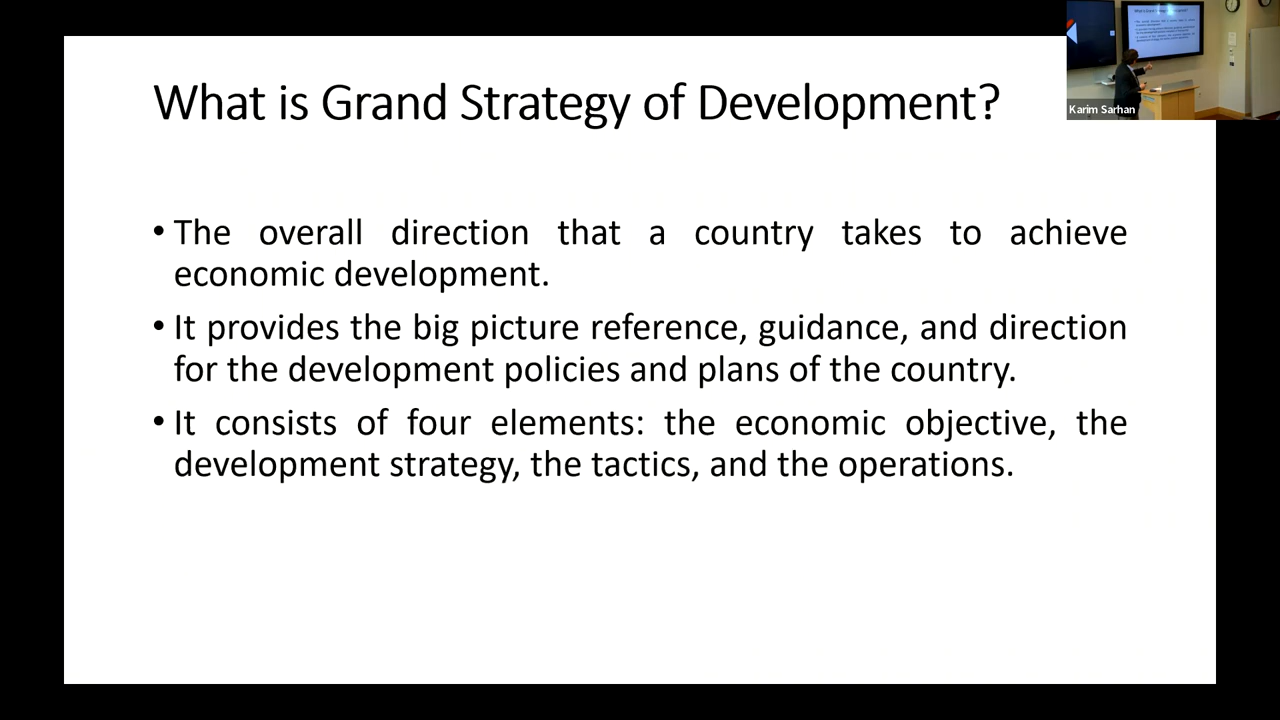 What is Grand Strategy of Development?
• The overall direction that a country takes to achieve
economic development.
• It provides the big picture reference, guidance, and direction
for the development policies and plans of the country.
• It consists of four elements: the economic objective, the
development strategy, the tactics, and the operations.
Karim Sarhan